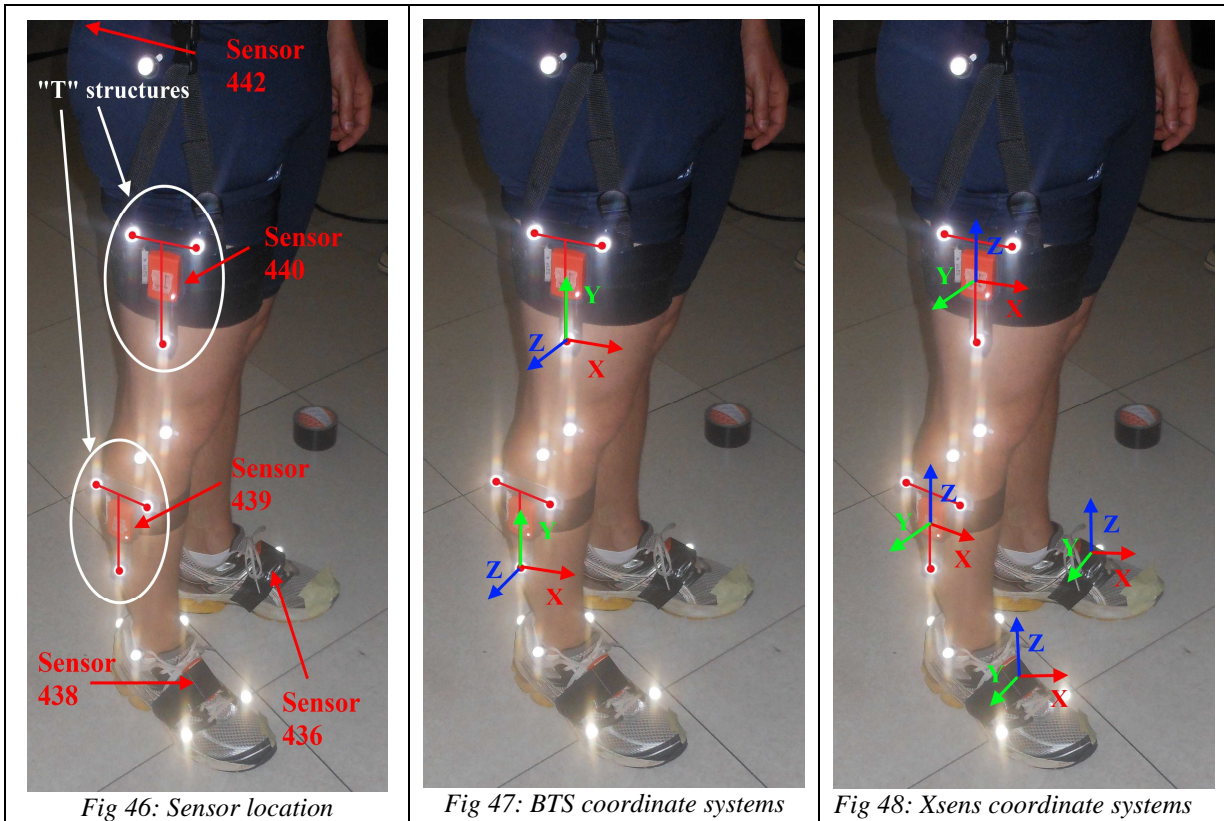 Sensor
442
"T" structures
Sensor
440
Sensor
439
Sensor
438
Sensor
436
Fig 46: Sensor location
Y
Z
X
Y
Z
X
Fig 47: BTS coordinate systems
Z
Y
X
Z
Y
X
Z
Y
X
Z
Y
X
Fig 48: Xsens coordinate systems